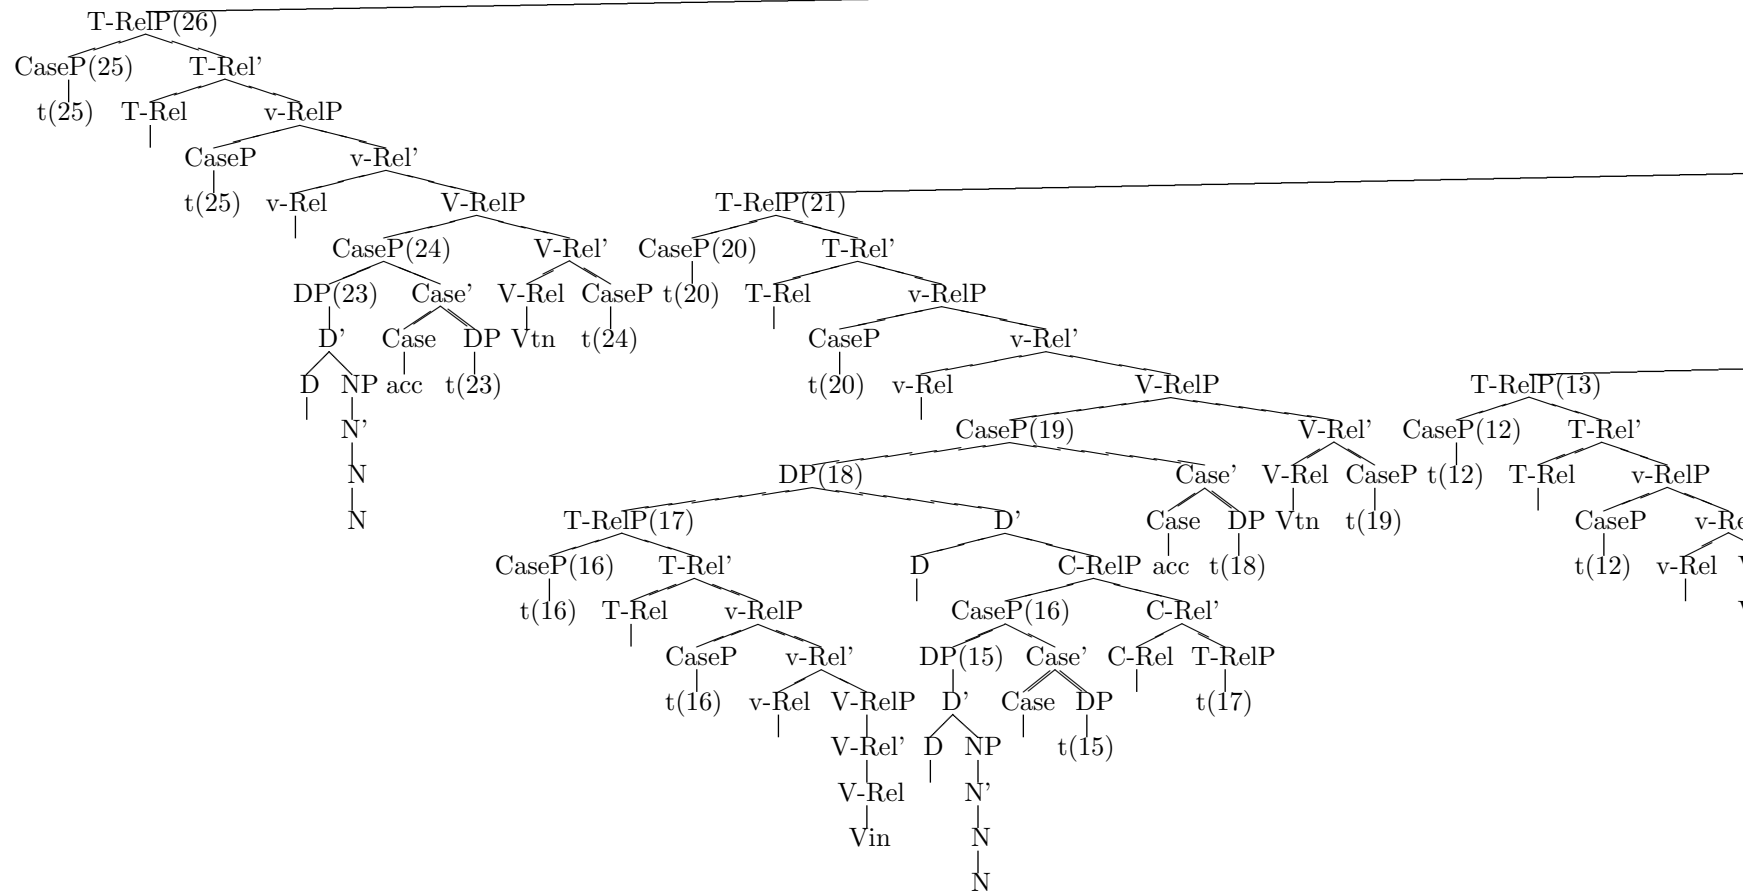 T-RelP(26)
CaseP(25) T-Rel’
t(25) T-Rel v-RelP
CaseP v-Rel’
t(25) v-Rel V-RelP T-RelP(21)
CaseP(24) V-Rel’ CaseP(20) T-Rel’
DP(23) Case’ V-Rel CaseP t(20) T-Rel v-RelP
D’ Case DP Vtn t(24) CaseP v-Rel’
D NP acc t(23) t(20) v-Rel V-RelP T-RelP(13)
N’ CaseP(19) V-Rel’ CaseP(12) T-Rel’
N DP(18) Case’ V-Rel CaseP t(12) T-Rel v-RelP
N T-RelP(17) D’ Case DP Vtn t(19) CaseP
CaseP(16) T-Rel’ D C-RelP acc t(18) t(12) v-Rel
t(16) T-Rel v-RelP CaseP(16) C-Rel’
CaseP v-Rel’ DP(15) Case’ C-Rel T-RelP
t(16) v-Rel V-RelP D’ Case DP t(17)
V-Rel’ D NP t(15)
V-Rel N’
Vin N
N